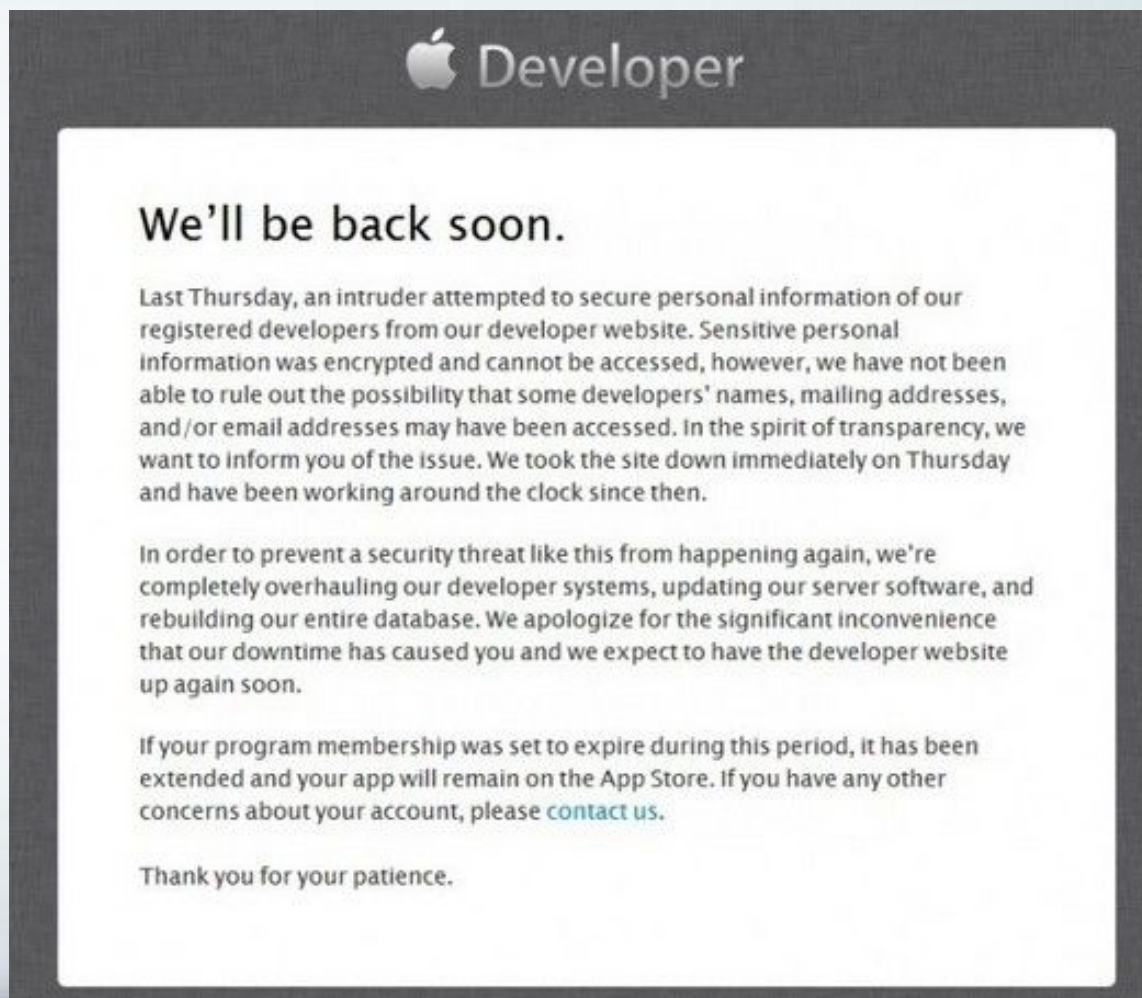 Developer
We’ll be back soon.
Last Thursday, an intruder attempted to secure personal information of our
registered developers from our developer website. Sensitive personal
information was encrypted and cannot be accessed, however, we have not been
able to rule out the possibility that some developers’ names, mailing addresses,
and/or email addresses may have been accessed. In the spirit of transparency, we
want to inform you of the issue. We took the site down immediately on Thursday
and have been working around the clock since then.
In order to prevent a security threat like this from happening again, we’re
completely overhauling our developer systems, updating our server software, and
rebuilding our entire database. We apologize for the significant inconvenience
that our downtime has caused you and we expect to have the developer website
up again soon.
If your program membership was set to expire during this period, it has been
extended and your app will remain on the App Store. If you have any other
concerns about your account, please contact us.
Thank you for your patience.